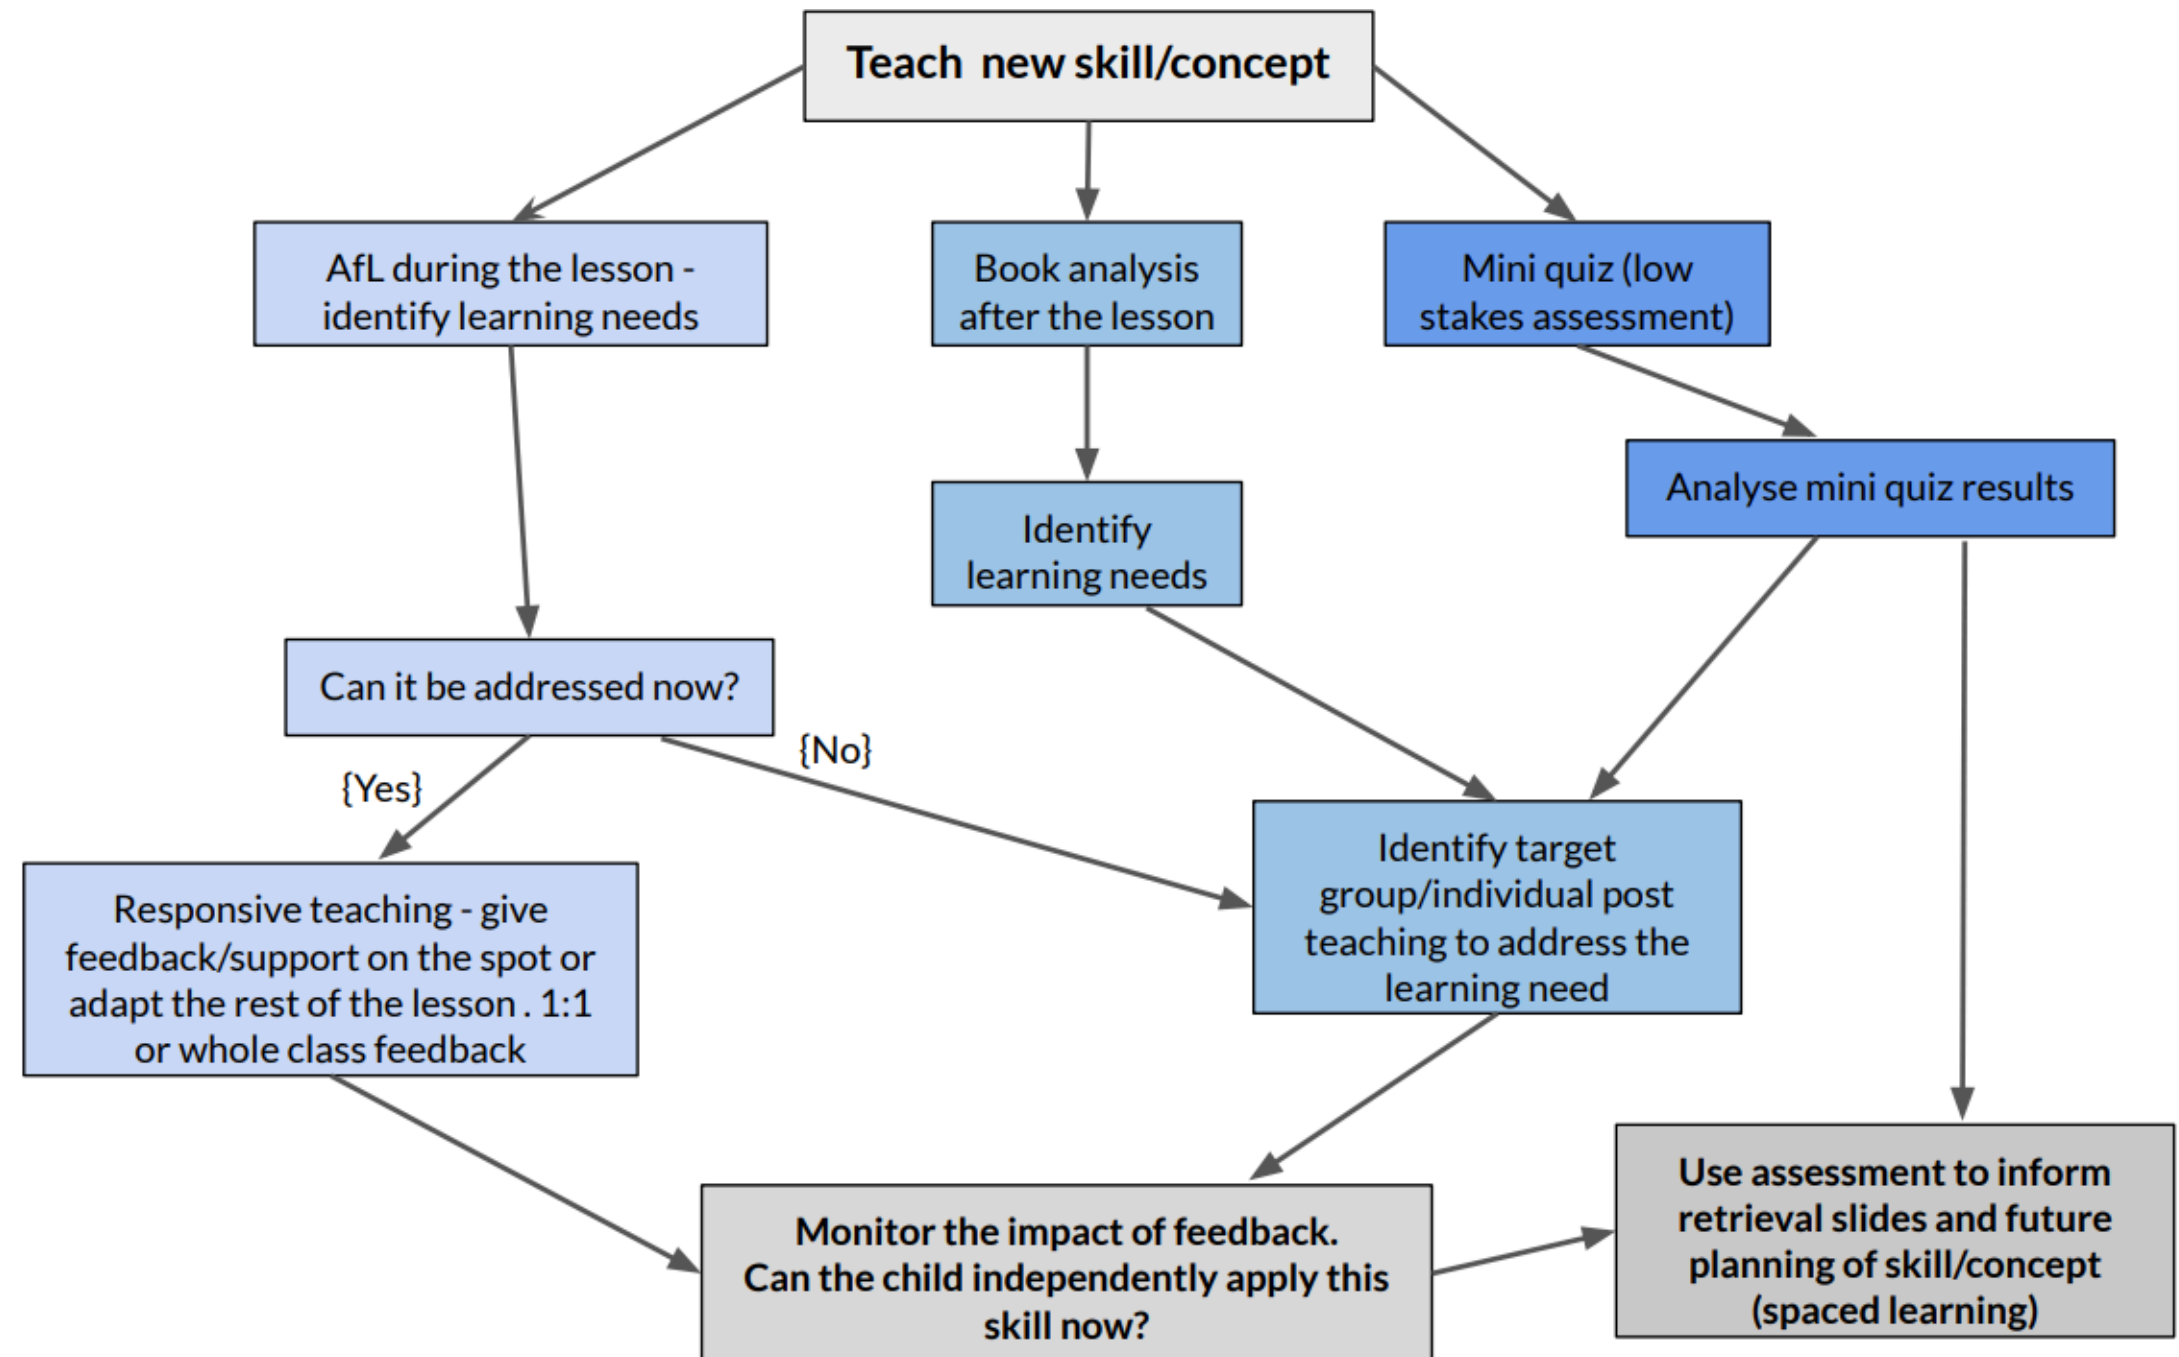 Teach new skill/concept
AfL during the lesson -
identify learning needs
Book analysis
after the lesson
Mini quiz (low
stakes assessment)
Analyse mini quiz results
Identify
learning needs
Can it be addressed now?
{Yes}
{No}
Responsive teaching - give
feedback/support on the spot or
adapt the rest of the lesson . 1:1
or whole class feedback
Identify target
group/individual post
teaching to address the
learning need
Monitor the impact of feedback.
Can the child independently apply this
skill now?
Use assessment to inform
retrieval slides and future
planning of skill/concept
(spaced learning)